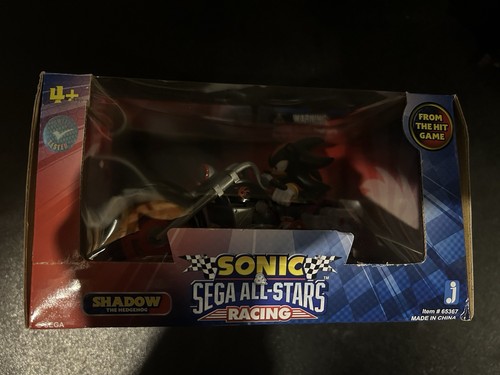 4+
FROM
THE HIT
GAME
SONIC
&
SEGA ALL-STARS
RACING
TM
SHADOW
THE HEDGEHOG
SEGA
j
Item # 65367
MADE IN CHINA